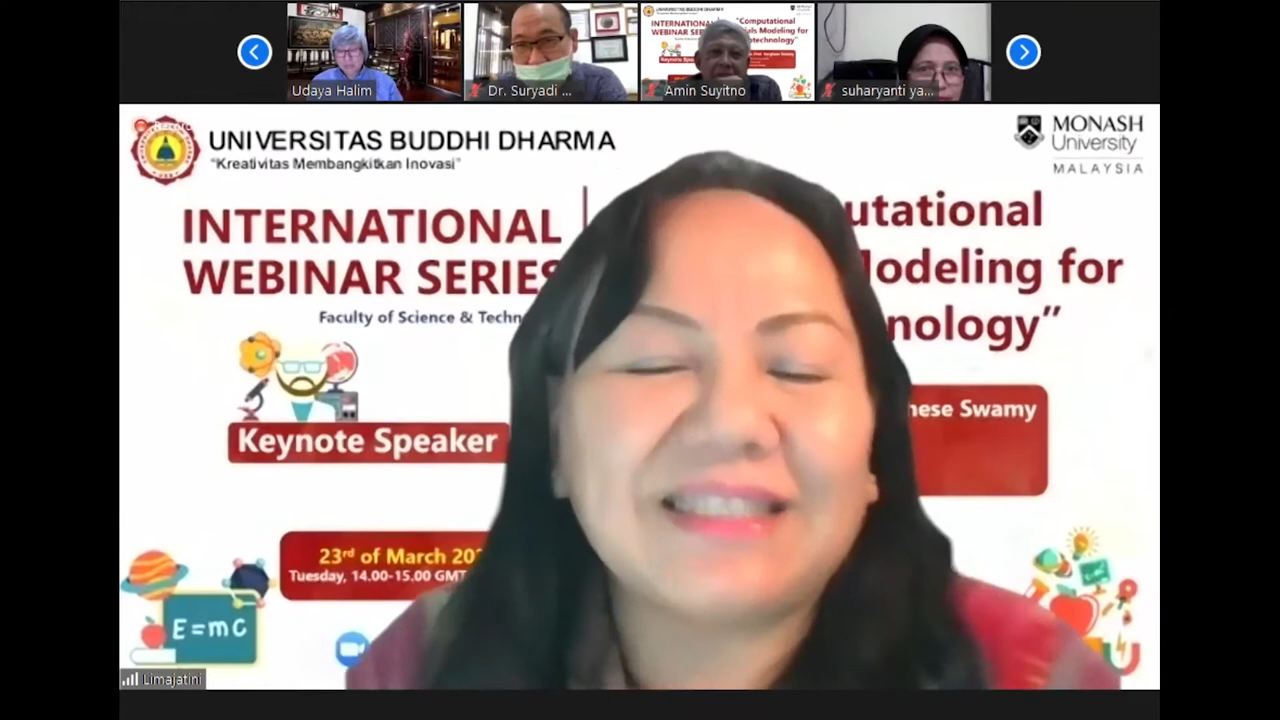 Udaya Halim
Dr. Suryadi ...
Amin Suyitno
suharyanti ya...
UNIVERSITAS BUDDHI DHARMA
"Kreativitas Membangkitkan Inovasi"
MONASH
University
MALAYSIA
INTERNATIONAL
WEBINAR SERIES
Faculty of Science & Techn
utational
odeling for
nology”
Keynote Speaker
hese Swamy
23rd of March 20
Tuesday, 14.00-15.00 GMT
E=mc
Limajatini